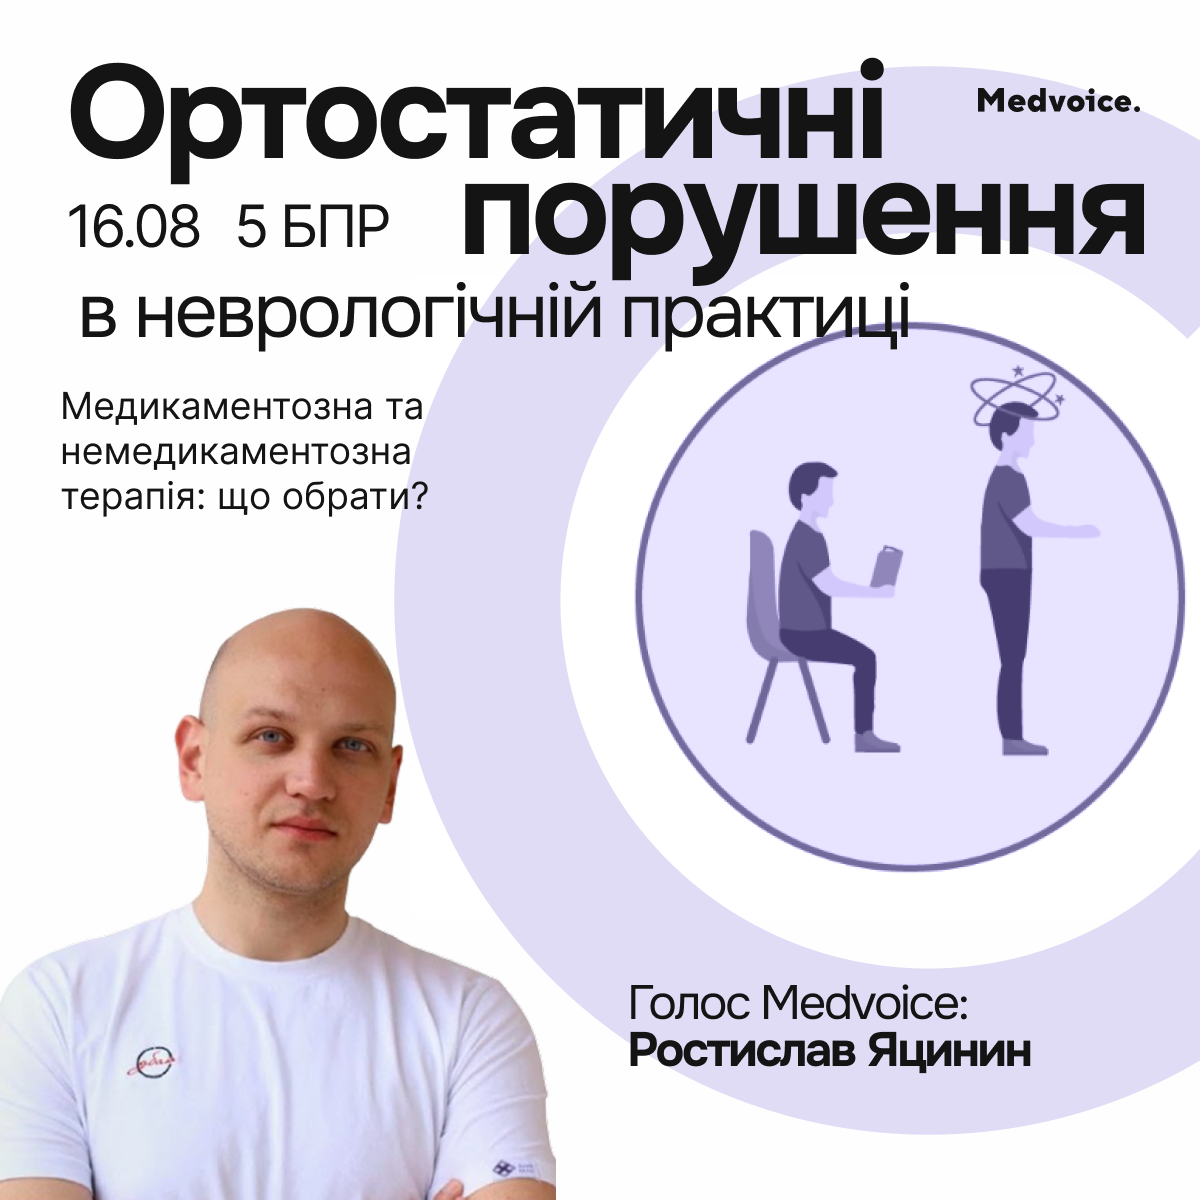 Ортостатичні
Medvoice.
порушення
16.08 5 БПР
в неврологічній практиці
Медикаментозна та
немедикаментозна
терапія: що обрати?
Голос Medvoice:
Ростислав Яцинин